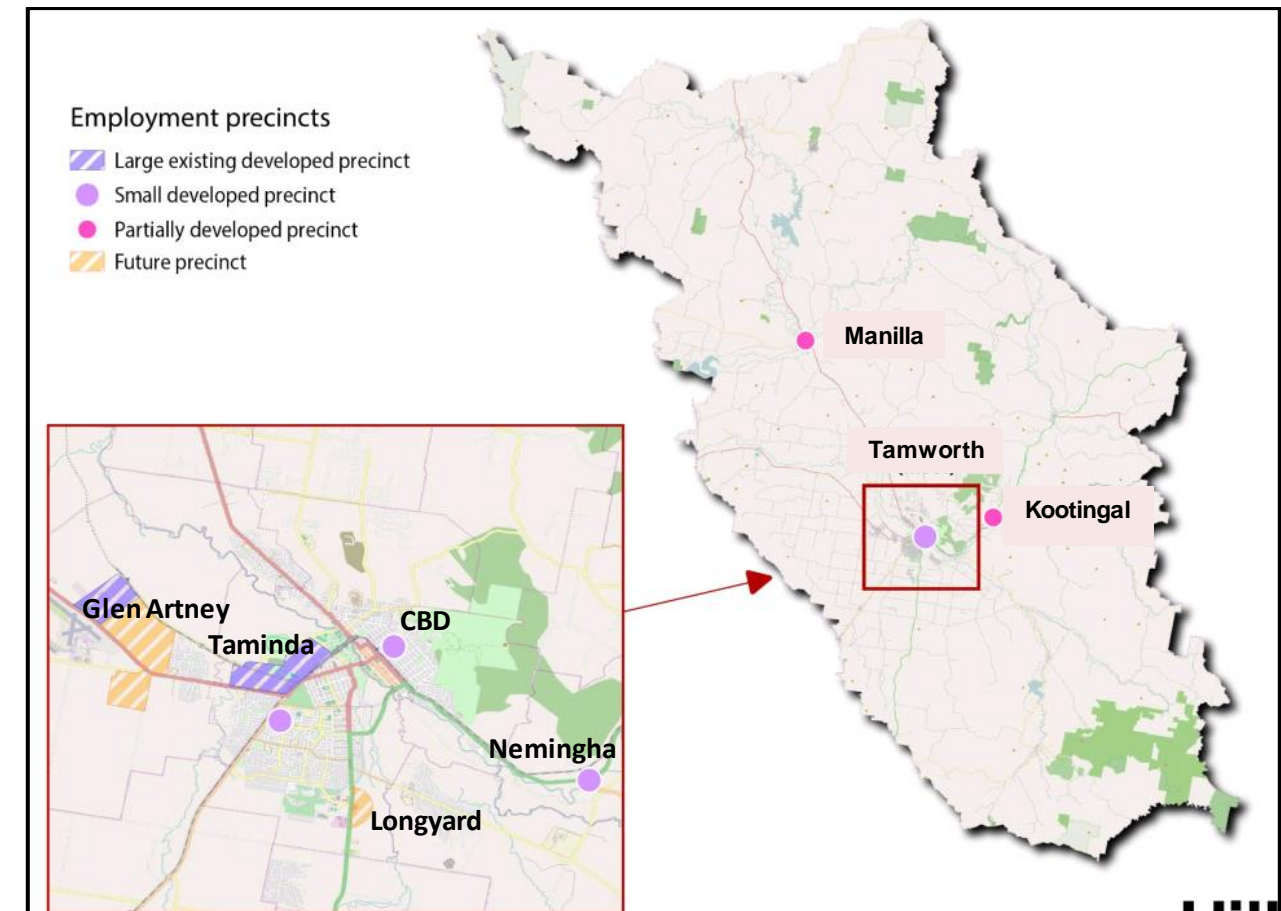 Employment precincts
Large existing developed precinct
Small developed precinct
Partially developed precinct
Future precinct
Manilla
Tamworth
Kootingal
Glen Artney
Taminda
CBD
Nemingha
Longyard